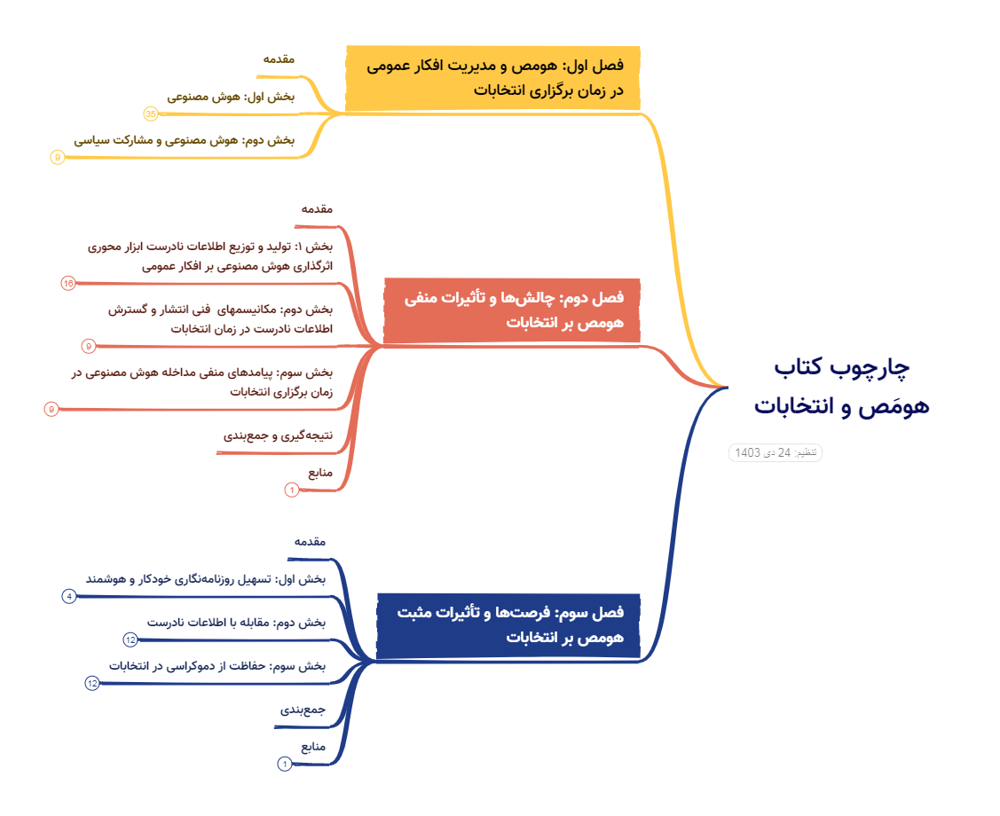 چارچوب کتاب
هومَص و انتخابات
تنظیم: 24 دی 1403
فصل اول: هومص و مدیریت افکار عمومی
در زمان برگزاری انتخابات
مقدمه
بخش اول: هوش مصنوعی
35
بخش دوم: هوش مصنوعی و مشارکت سیاسی
9
فصل دوم: چالش‌ها و تأثیرات منفی
هومص بر انتخابات
مقدمه
بخش ۱: تولید و توزیع اطلاعات نادرست ابزار محوری
اثرگذاری هوش مصنوعی بر افکار عمومی
16
بخش دوم: مکانیسمهای  فنی انتشار و گسترش
اطلاعات نادرست در زمان انتخابات
9
بخش سوم: پیامدهای منفی مداخله هوش مصنوعی در
زمان برگزاری انتخابات
9
نتیجه‌گیری و جمع‌بندی
منابع
1
فصل سوم: فرصت‌ها و تأثیرات مثبت
هومص بر انتخابات
مقدمه
بخش اول: تسهیل روزنامه‌نگاری خودکار و هوشمند
4
بخش دوم: مقابله با اطلاعات نادرست
12
بخش سوم: حفاظت از دموکراسی در انتخابات
12
جمع‌بندی
منابع
1